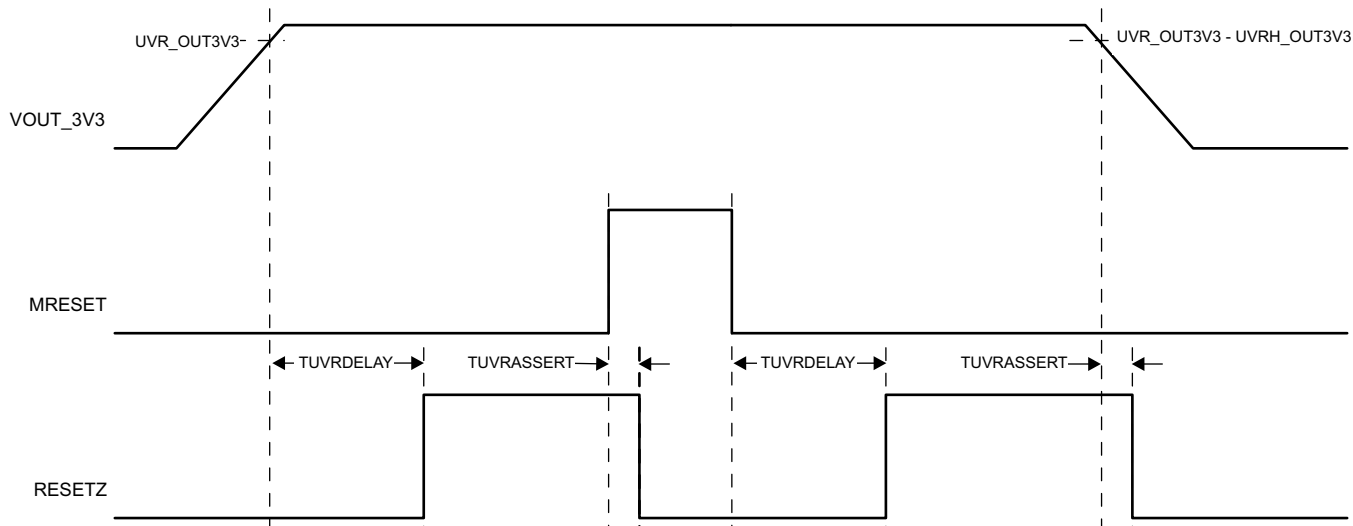 UVR_OUT3V3
UVR_OUT3V3 - UVRH_OUT3V3
VOUT_3V3
MRESET
TUVRDELAY
TUVRASSERT
TUVRDELAY
TUVRASSERT
RESETZ